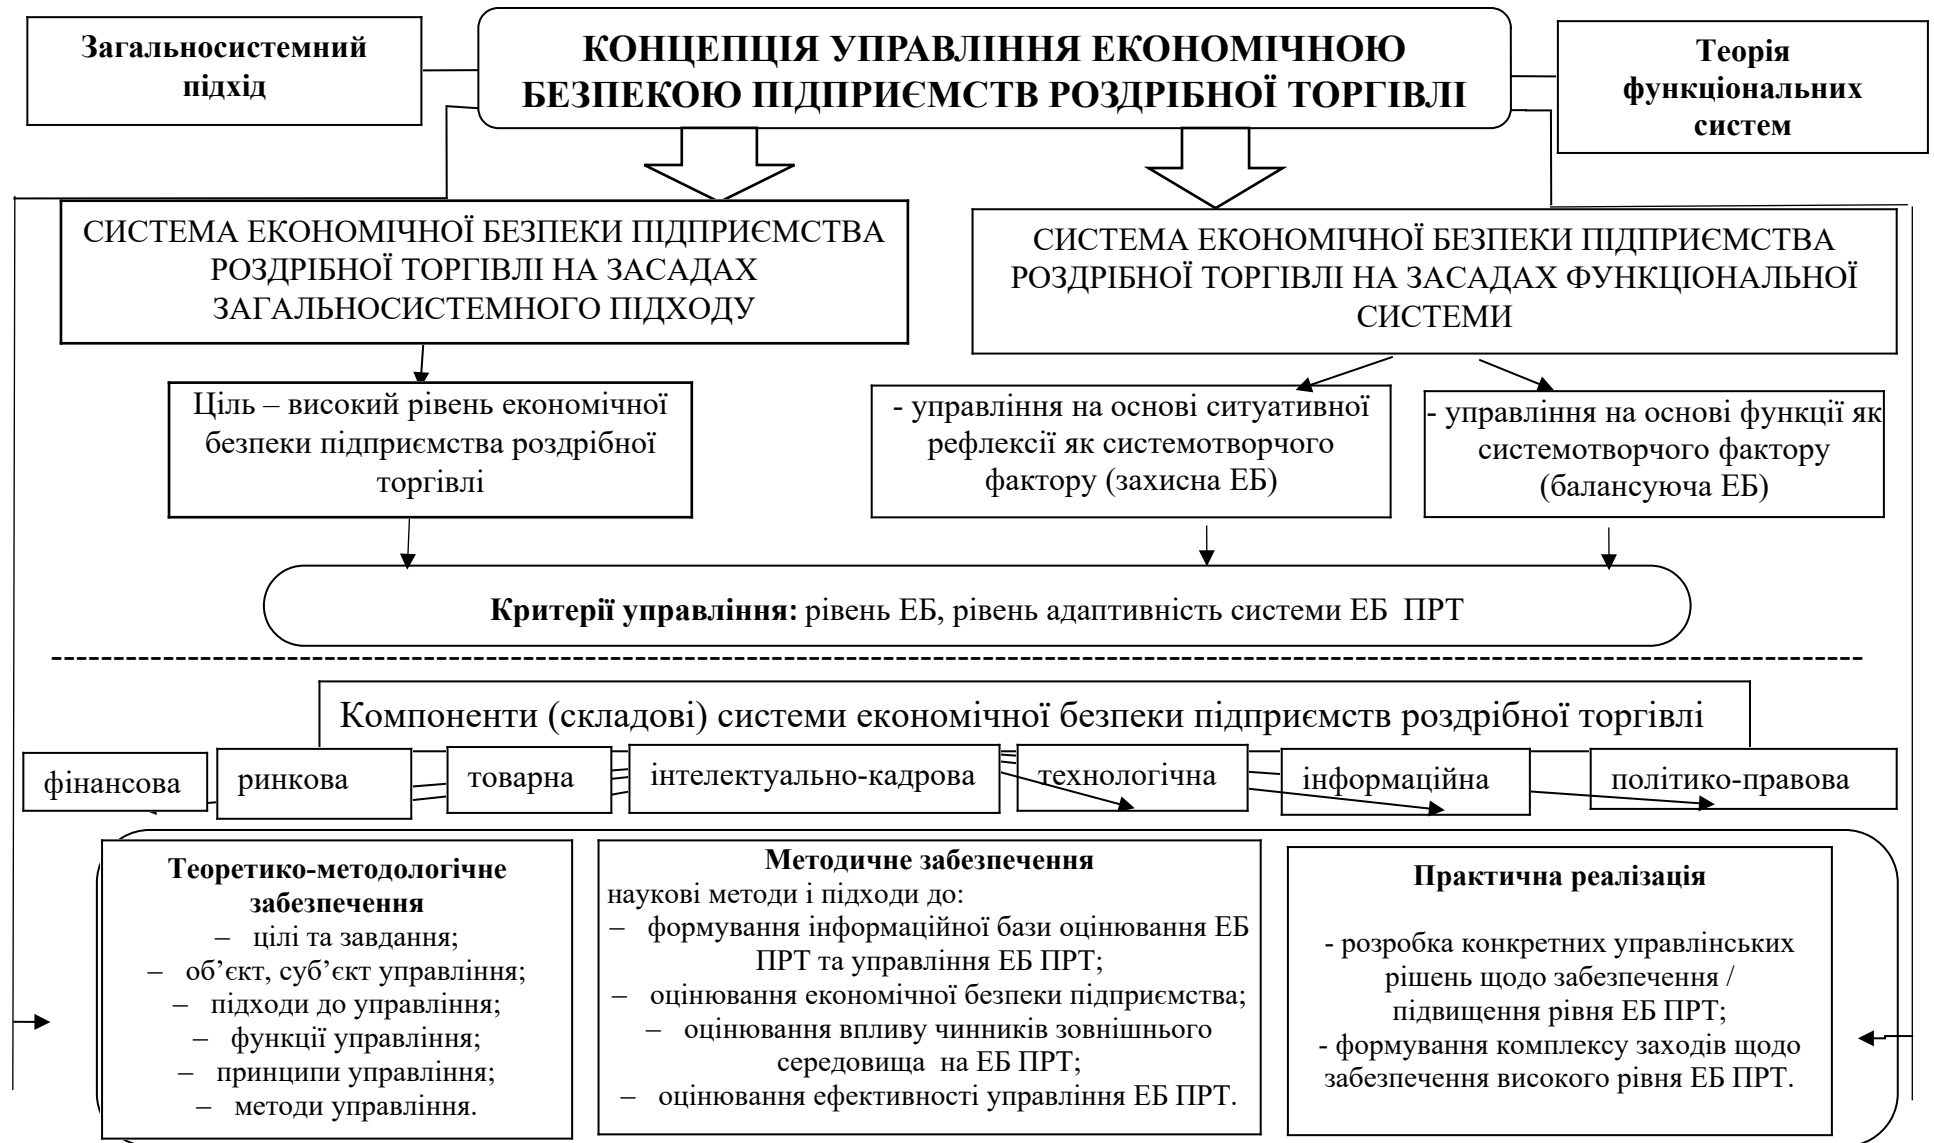 Загальносистемний
підхід
КОНЦЕПЦІЯ УПРАВЛІННЯ ЕКОНОМІЧНОЮ
БЕЗПЕКОЮ ПІДПРИЄМСТВ РОЗДРІБНОЇ ТОРГІВЛІ
Теорія
функціональних
систем
СИСТЕМА ЕКОНОМІЧНОЇ БЕЗПЕКИ ПІДПРИЄМСТВА
РОЗДРІБНОЇ ТОРГІВЛІ НА ЗАСАДАХ
ЗАГАЛЬНОСИСТЕМНОГО ПІДХОДУ
СИСТЕМА ЕКОНОМІЧНОЇ БЕЗПЕКИ ПІДПРИЄМСТВА
РОЗДРІБНОЇ ТОРГІВЛІ НА ЗАСАДАХ ФУНКЦІОНАЛЬНОЇ
СИСТЕМИ
Ціль – високий рівень економічної
безпеки підприємства роздрібної
торгівлі
- управління на основі ситуативної
рефлексії як системотворчого
фактору (захисна ЕБ)
- управління на основі функції як
системотворчого фактору
(балансуюча ЕБ)
Критерії управління: рівень ЕБ, рівень адаптивність системи ЕБ ПРТ
Компоненти (складові) системи економічної безпеки підприємств роздрібної торгівлі
фінансова
ринкова
товарна
інтелектуально-кадрова
технологічна
інформаційна
політико-правова
Теоретико-методологічне
забезпечення
– цілі та завдання;
– об’єкт, суб’єкт управління;
– підходи до управління;
– функції управління;
– принципи управління;
– методи управління.
Методичне забезпечення
наукові методи і підходи до:
– формування інформаційної бази оцінювання ЕБ
ПРТ та управління ЕБ ПРТ;
– оцінювання економічної безпеки підприємства;
– оцінювання впливу чинників зовнішнього
середовища на ЕБ ПРТ;
– оцінювання ефективності управління ЕБ ПРТ.
Практична реалізація
- розробка конкретних управлінських
рішень щодо забезпечення /
підвищення рівня ЕБ ПРТ;
- формування комплексу заходів щодо
забезпечення високого рівня ЕБ ПРТ.